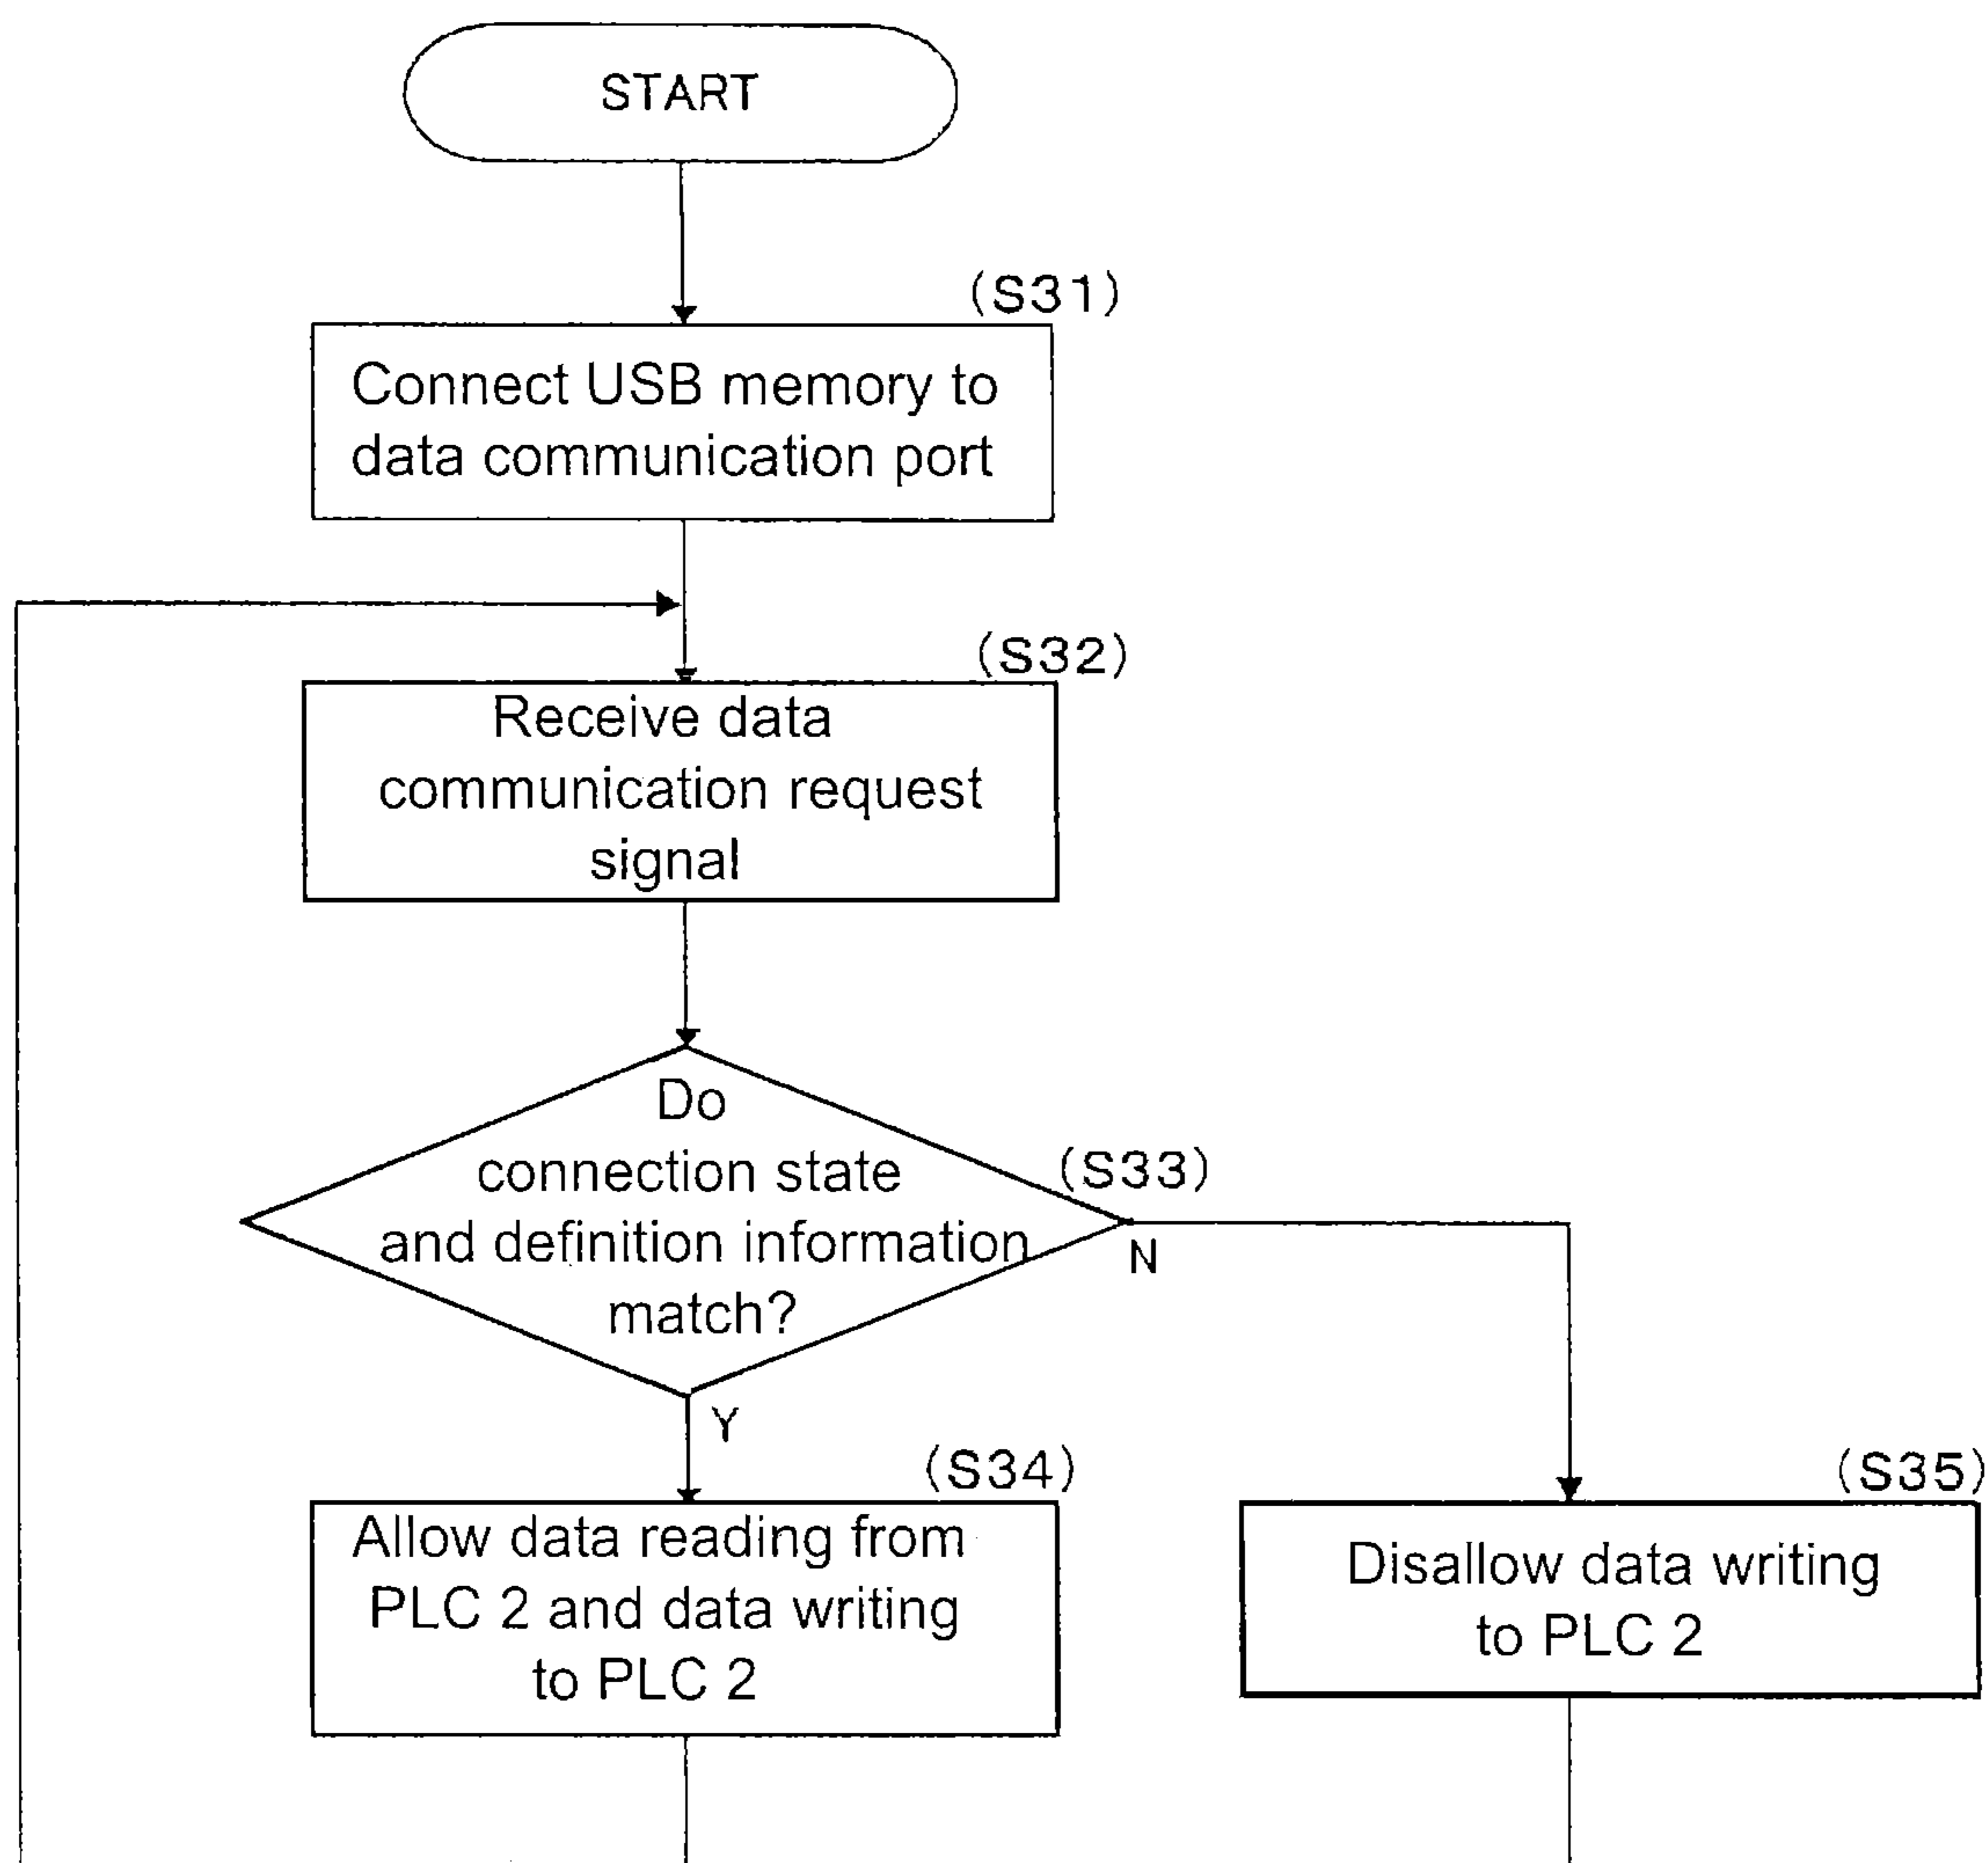 START
(S31)
Connect USB memory to
data communication port
(S32)
Receive data
communication request
signal
Do
connection state
and definition information
match?
(S33)
N
Y
(S34)
Allow data reading from
PLC 2 and data writing
to PLC 2
(S35)
Disallow data writing
to PLC 2